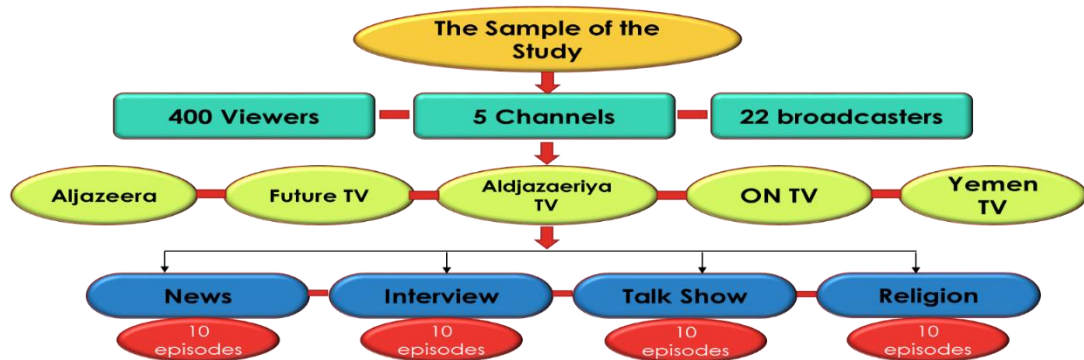 The Sample of the
Study
400 Viewers
5 Channels
22 broadcasters
Aljazeera
Future TV
Aldjazaeriya
TV
ON TV
Yemen
TV
News
Interview
Talk Show
Religion
10
episodes
10
episodes
10
episodes
10
episodes